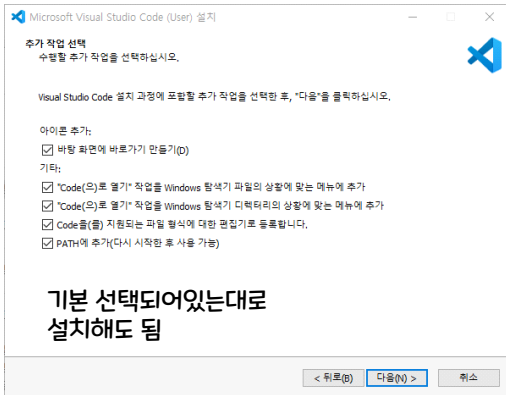 Microsoft Visual Studio Code (User) 설치
추가 작업 선택
수행할 추가 작업을 선택하십시오.
Visual Studio Code 설치 과정에 포함할 추가 작업을 선택한 후, "다음"을 클릭하십시오.
아이콘 추가:
바탕 화면에 바로가기 만들기(D)
기타:
"Code(으)로 열기" 작업을 Windows 탐색기 파일의 상황에 맞는 메뉴에 추가
"Code(으)로 열기" 작업을 Windows 탐색기 디렉터리의 상황에 맞는 메뉴에 추가
Code을(를) 지원되는 파일 형식에 대한 편집기로 등록합니다.
PATH에 추가(다시 시작한 후 사용 가능)
기본 선택되어있는대로
설치해도 됨
< 뒤로(B) 다음(N) > 취소